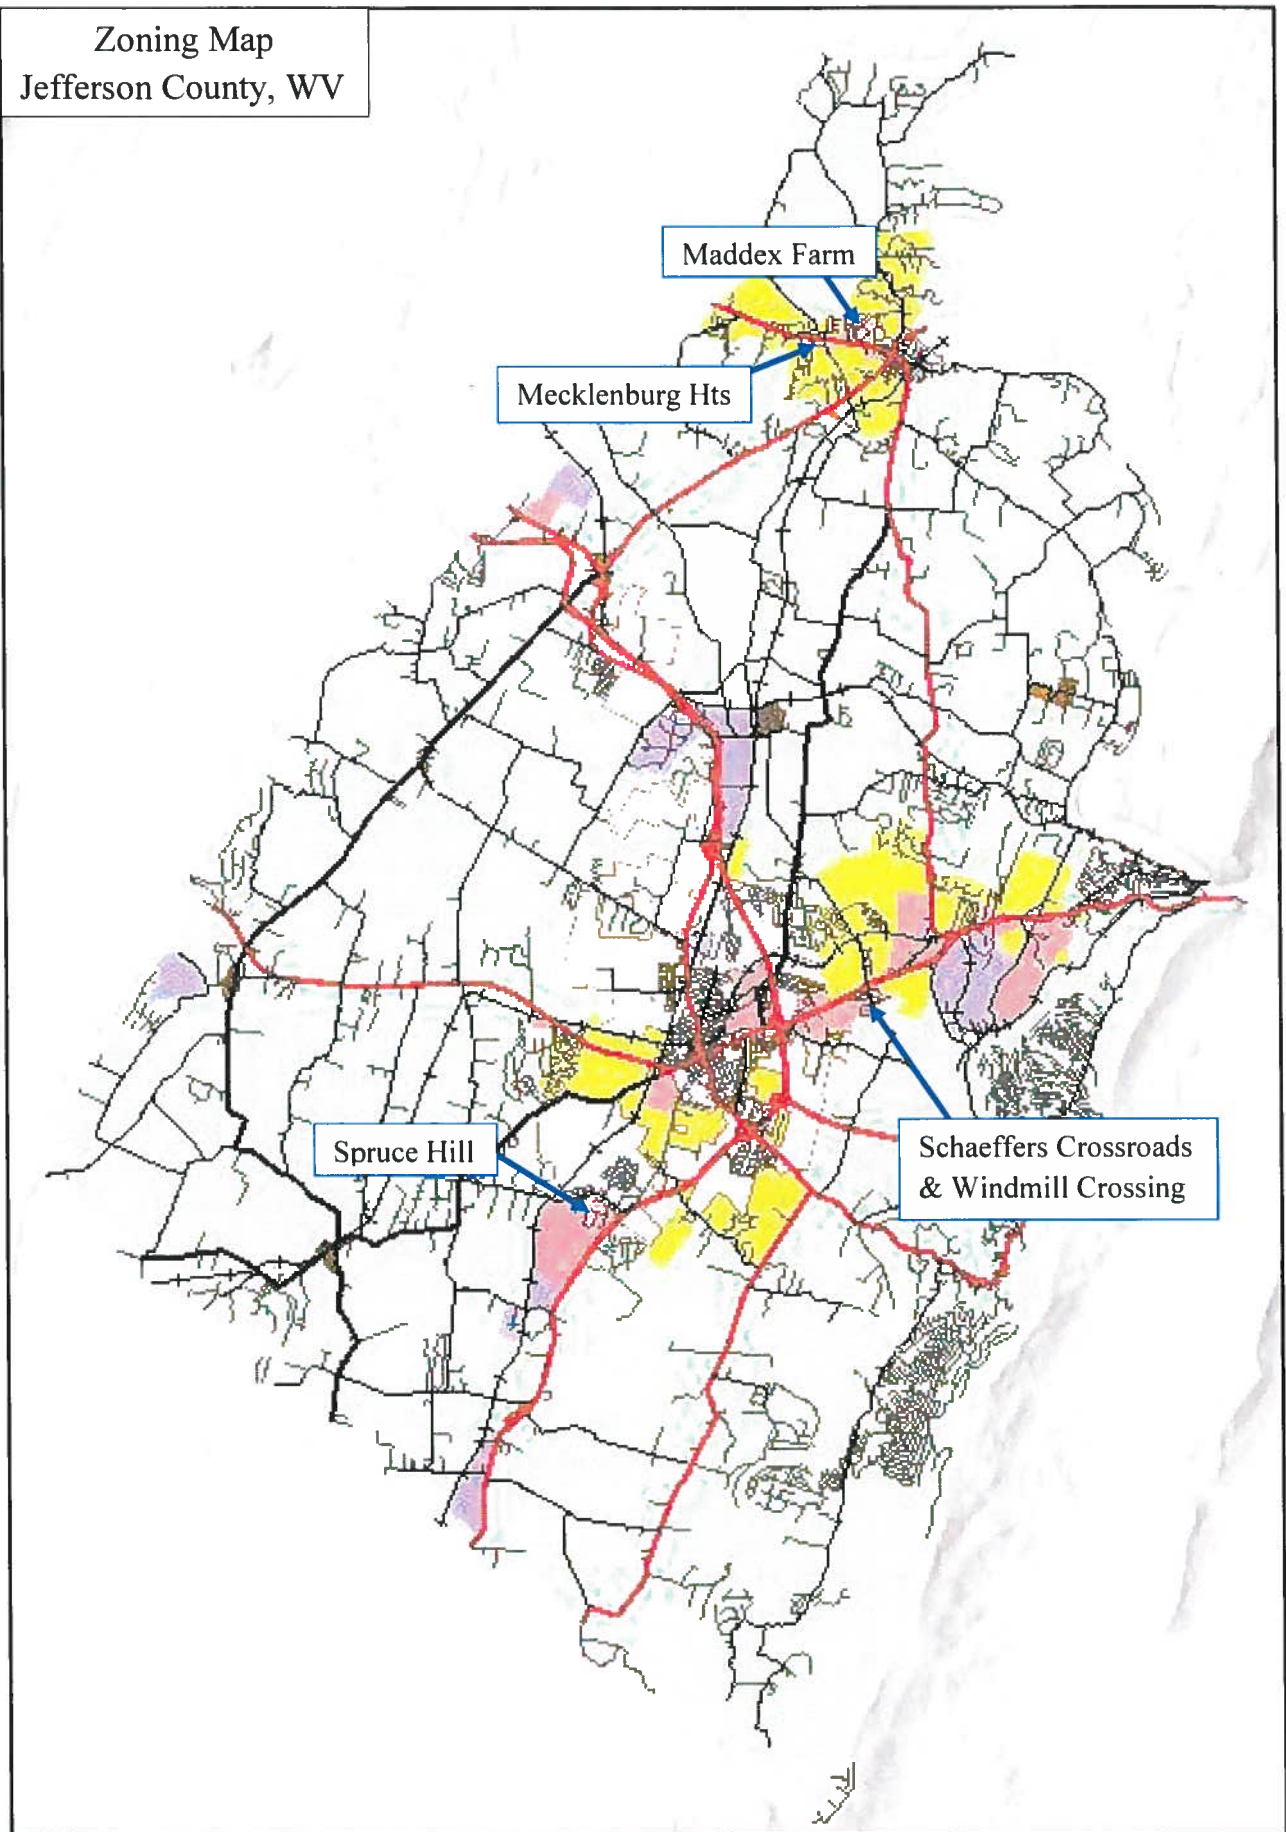 Zoning Map
Jefferson County, WV
Maddex Farm
Mecklenburg Hts
Spruce Hill
Schaeffers Crossroads
& Windmill Crossing